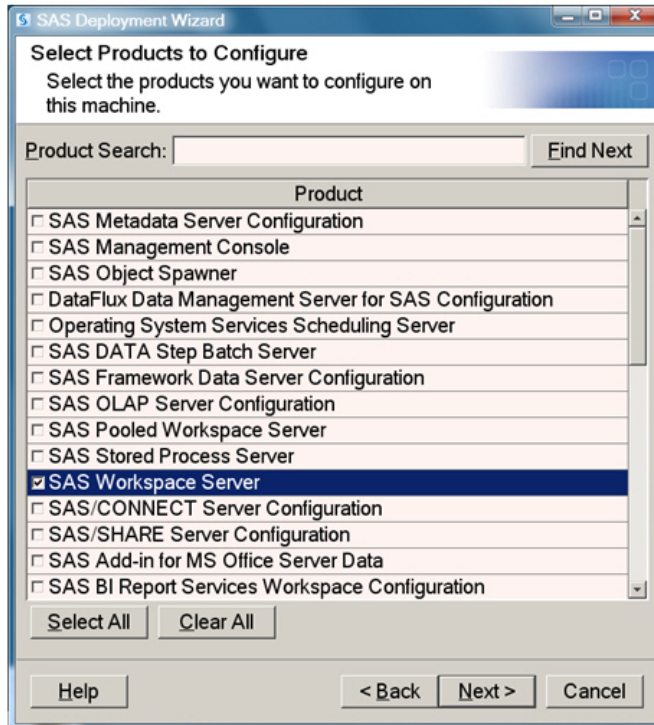 SAS Deployment Wizard
Select Products to Configure
Select the products you want to configure on
this machine.
Product Search:
Find Next
Product
SAS Metadata Server Configuration
SAS Management Console
SAS Object Spawner
DataFlux Data Management Server for SAS Configuration
Operating System Services Scheduling Server
SAS DATA Step Batch Server
SAS Framework Data Server Configuration
SAS OLAP Server Configuration
SAS Pooled Workspace Server
SAS Stored Process Server
SAS Workspace Server
SAS/CONNECT Server Configuration
SAS/SHARE Server Configuration
SAS Add-in for MS Office Server Data
SAS BI Report Services Workspace Configuration
Select All
Clear All
Help
< Back
Next >
Cancel